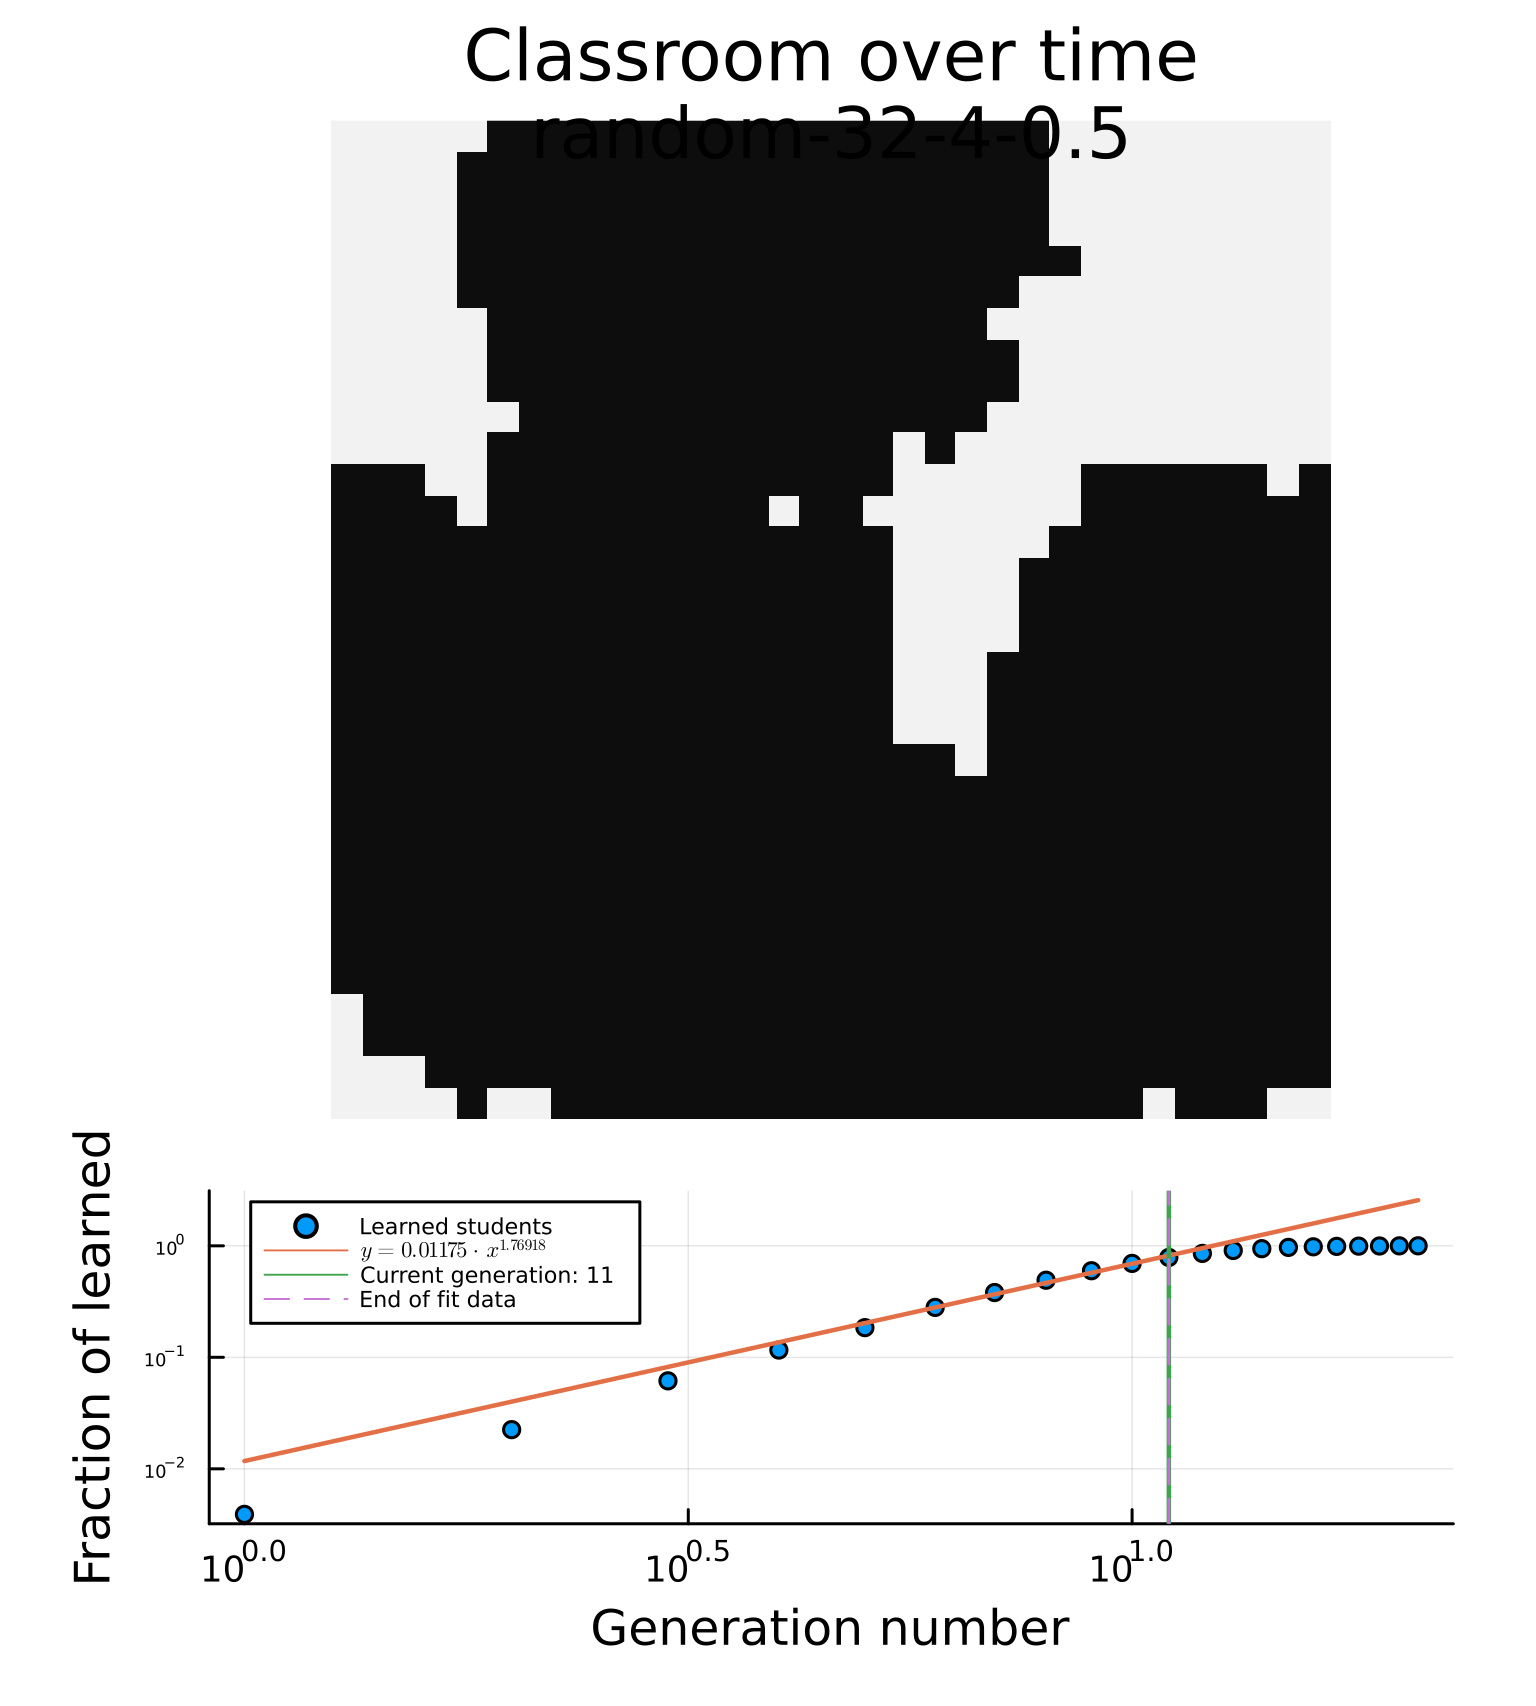 Classroom over time
random-32-4-0.5
Fraction of learned
Learned students
y = 0.01175 · x^1.76918
Current generation: 11
End of fit data
10^0
10^−1
10^−2
10^0.0 10^0.5 10^1.0
Generation number